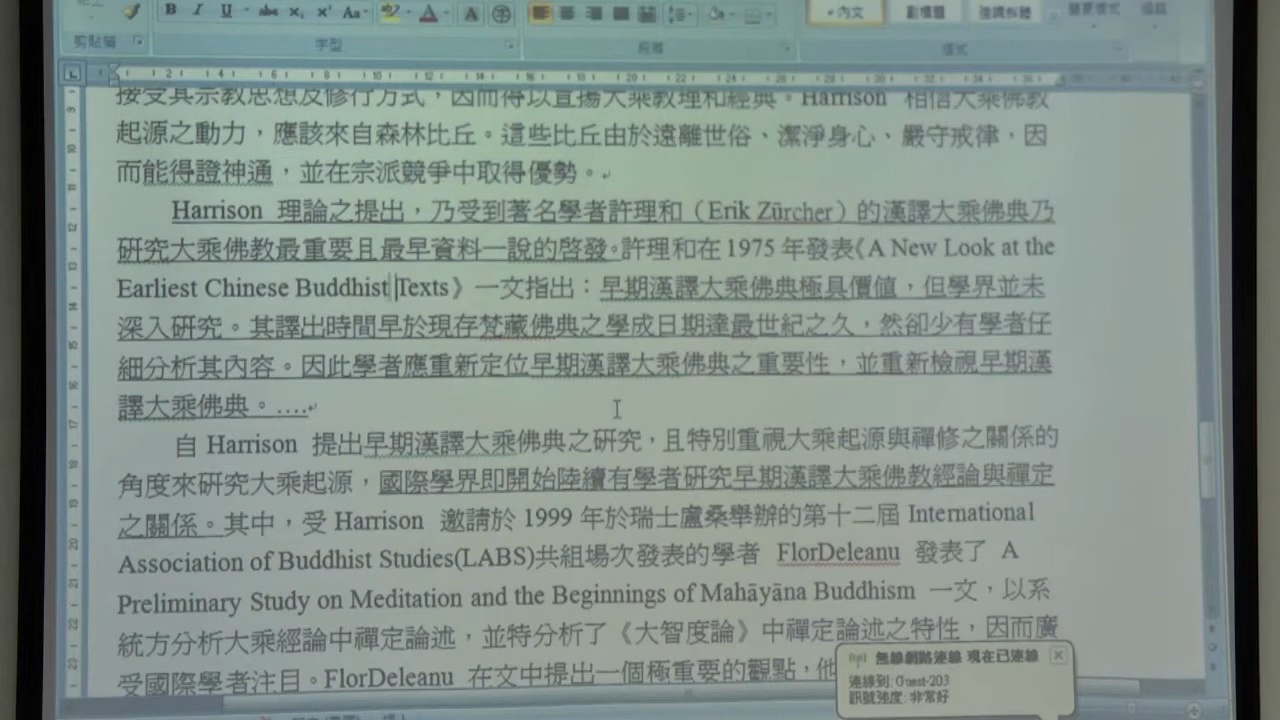 剪貼簿 字型 段落 樣式
接受其宗教思想及修行方式，因而得以宣揚大乘教理和經典。Harrison 相信大乘佛教
起源之動力，應該來自森林比丘。這些比丘由於遠離世俗、潔淨身心、嚴守戒律，因
而能得證神通，並在宗派競爭中取得優勢。
Harrison 理論之提出，乃受到著名學者許理和（Erik Zürcher）的漢譯大乘佛典乃
研究大乘佛教最重要且最早資料一說的啓發。許理和在 1975 年發表《A New Look at the
Earliest Chinese Buddhist Texts》一文指出：早期漢譯大乘佛典極具價值，但學界並未
深入研究。其譯出時間早於現存梵藏佛典之學成日期達最世紀之久，然卻少有學者仔
細分析其內容。因此學者應重新定位早期漢譯大乘佛典之重要性，並重新檢視早期漢
譯大乘佛典。....
自 Harrison 提出早期漢譯大乘佛典之研究，且特別重視大乘起源與禪修之關係的
角度來研究大乘起源，國際學界即開始陸續有學者研究早期漢譯大乘佛教經論與禪定
之關係。其中，受 Harrison 邀請於 1999 年於瑞士盧桑舉辦的第十二屆 International
Association of Buddhist Studies(LABS)共組場次發表的學者 FlorDeleanu 發表了 A
Preliminary Study on Meditation and the Beginnings of Mahāyāna Buddhism 一文，以系
統方分析大乘經論中禪定論述，並特分析了《大智度論》中禪定論述之特性，因而廣
受國際學者注目。FlorDeleanu 在文中提出一個極重要的觀點，他
無線網路連線 現在已連線
連線到: Guest-203
訊號強度: 非常好